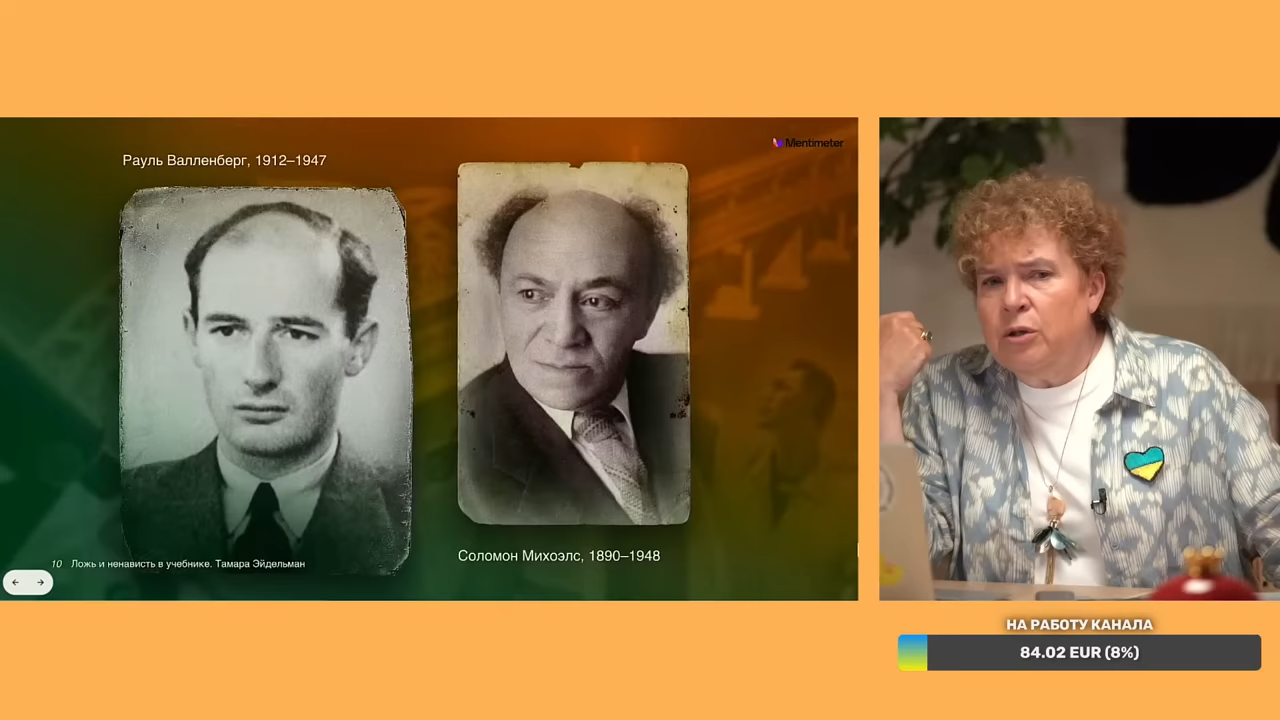 Рауль Валленберг, 1912–1947
Mentimeter
Соломон Михоэлс, 1890–1948
10 Ложь и ненависть в учебнике. Тамара Эйдельман
НА РАБОТУ КАНАЛА
84.02 EUR (8%)